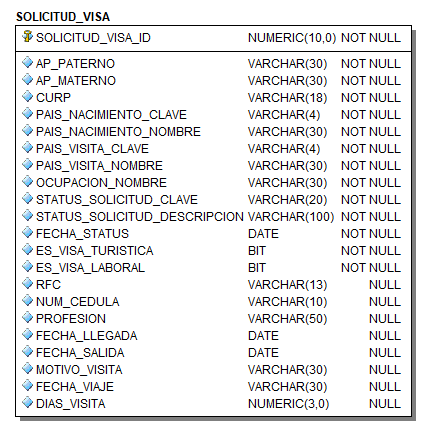 SOLICITUD_VISA
SOLICITUD_VISA_ID NUMERIC(10,0) NOT NULL
AP_PATERNO VARCHAR(30) NOT NULL
AP_MATERNO VARCHAR(30) NOT NULL
CURP VARCHAR(18) NOT NULL
PAIS_NACIMIENTO_CLAVE VARCHAR(4) NOT NULL
PAIS_NACIMIENTO_NOMBRE VARCHAR(30) NOT NULL
PAIS_VISITA_CLAVE VARCHAR(4) NOT NULL
PAIS_VISITA_NOMBRE VARCHAR(30) NOT NULL
OCUPACION_NOMBRE VARCHAR(30) NOT NULL
STATUS_SOLICITUD_CLAVE VARCHAR(20) NOT NULL
STATUS_SOLICITUD_DESCRIPCION VARCHAR(100) NOT NULL
FECHA_STATUS DATE NOT NULL
ES_VISA_TURISTICA BIT NOT NULL
ES_VISA_LABORAL BIT NOT NULL
RFC VARCHAR(13) NULL
NUM_CEDULA VARCHAR(10) NULL
PROFESION VARCHAR(50) NULL
FECHA_LLEGADA DATE NULL
FECHA_SALIDA DATE NULL
MOTIVO_VISITA VARCHAR(30) NULL
FECHA_VIAJE VARCHAR(30) NULL
DIAS_VISITA NUMERIC(3,0) NULL